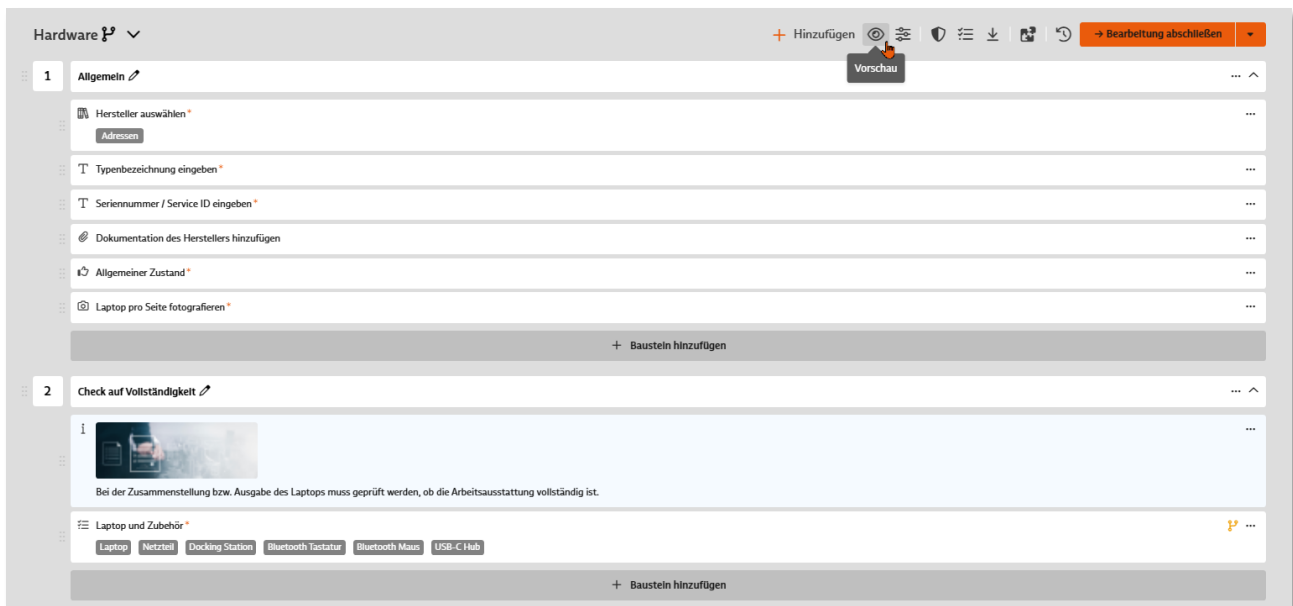 Hardware
Hinzufügen
→ Bearbeitung abschließen
Vorschau
1 Allgemein
Hersteller auswählen *
Adressen
Typenbezeichnung eingeben *
Seriennummer / Service ID eingeben *
Dokumentation des Herstellers hinzufügen
Allgemeiner Zustand *
Laptop pro Seite fotografieren *
+ Baustein hinzufügen
2 Check auf Vollständigkeit
Bei der Zusammenstellung bzw. Ausgabe des Laptops muss geprüft werden, ob die Arbeitsausstattung vollständig ist.
Laptop und Zubehör *
Laptop Netzteil Docking Station Bluetooth Tastatur Bluetooth Maus USB-C Hub
+ Baustein hinzufügen